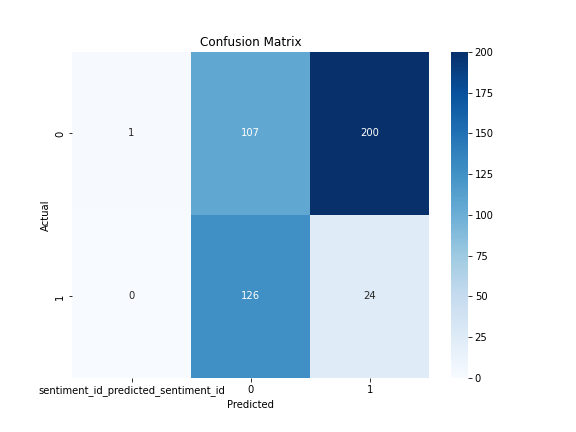 Confusion Matrix
200
175
150
125
100
75
50
25
0
Actual
0
1
1 107 200
0 126 24
sentiment_id_predicted_sentiment_id 0 1
Predicted